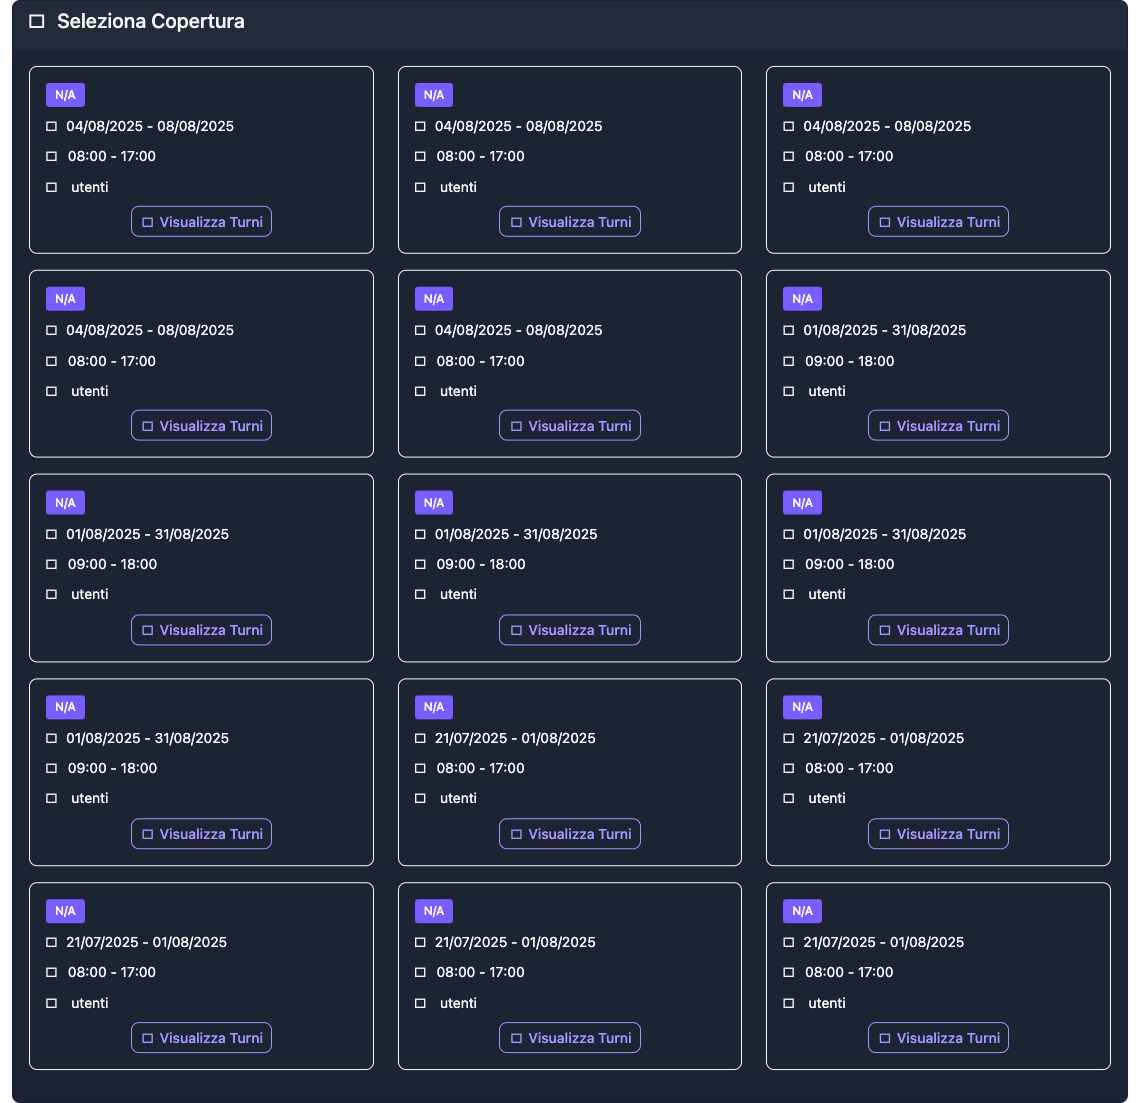 Seleziona Copertura
N/A
04/08/2025 - 08/08/2025
08:00 - 17:00
utenti
Visualizza Turni
N/A
04/08/2025 - 08/08/2025
08:00 - 17:00
utenti
Visualizza Turni
N/A
04/08/2025 - 08/08/2025
08:00 - 17:00
utenti
Visualizza Turni
N/A
04/08/2025 - 08/08/2025
08:00 - 17:00
utenti
Visualizza Turni
N/A
04/08/2025 - 08/08/2025
08:00 - 17:00
utenti
Visualizza Turni
N/A
01/08/2025 - 31/08/2025
09:00 - 18:00
utenti
Visualizza Turni
N/A
01/08/2025 - 31/08/2025
09:00 - 18:00
utenti
Visualizza Turni
N/A
01/08/2025 - 31/08/2025
09:00 - 18:00
utenti
Visualizza Turni
N/A
01/08/2025 - 31/08/2025
09:00 - 18:00
utenti
Visualizza Turni
N/A
01/08/2025 - 31/08/2025
09:00 - 18:00
utenti
Visualizza Turni
N/A
21/07/2025 - 01/08/2025
08:00 - 17:00
utenti
Visualizza Turni
N/A
21/07/2025 - 01/08/2025
08:00 - 17:00
utenti
Visualizza Turni
N/A
21/07/2025 - 01/08/2025
08:00 - 17:00
utenti
Visualizza Turni
N/A
21/07/2025 - 01/08/2025
08:00 - 17:00
utenti
Visualizza Turni
N/A
21/07/2025 - 01/08/2025
08:00 - 17:00
utenti
Visualizza Turni